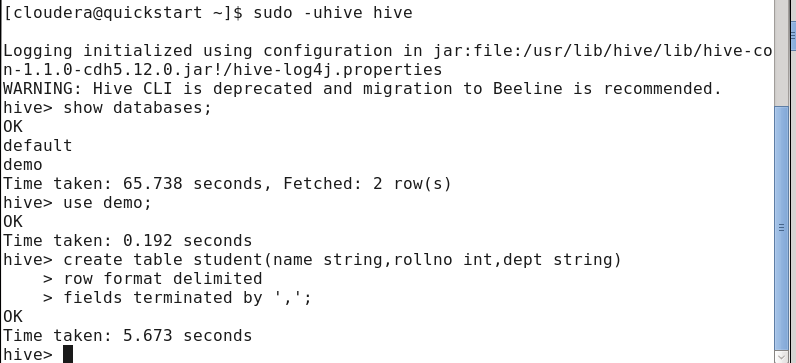 [cloudera@quickstart ~]$ sudo -uhive hive
Logging initialized using configuration in jar:file:/usr/lib/hive/lib/hive-co
n-1.1.0-cdh5.12.0.jar!/hive-log4j.properties
WARNING: Hive CLI is deprecated and migration to Beeline is recommended.
hive> show databases;
OK
default
demo
Time taken: 65.738 seconds, Fetched: 2 row(s)
hive> use demo;
OK
Time taken: 0.192 seconds
hive> create table student(name string,rollno int,dept string)
    > row format delimited
    > fields terminated by ',';
OK
Time taken: 5.673 seconds
hive>